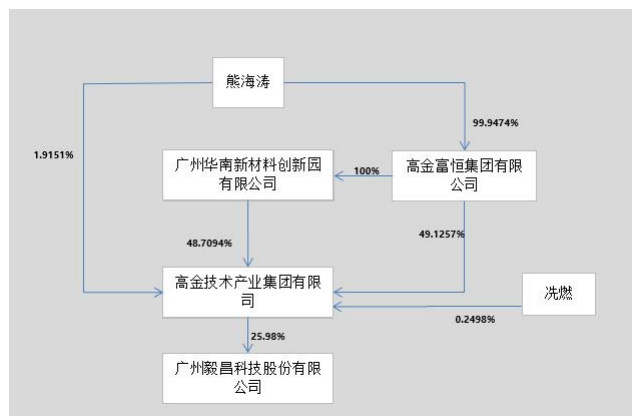 熊海涛
99.9474%
1.9151%
广州华南新材料创新园
有限公司
100%
高金富恒集团有限
公司
48.7094%
49.1257%
高金技术产业集团有限公
司
冼燃
0.2498%
25.98%
广州毅昌科技股份有限
公司